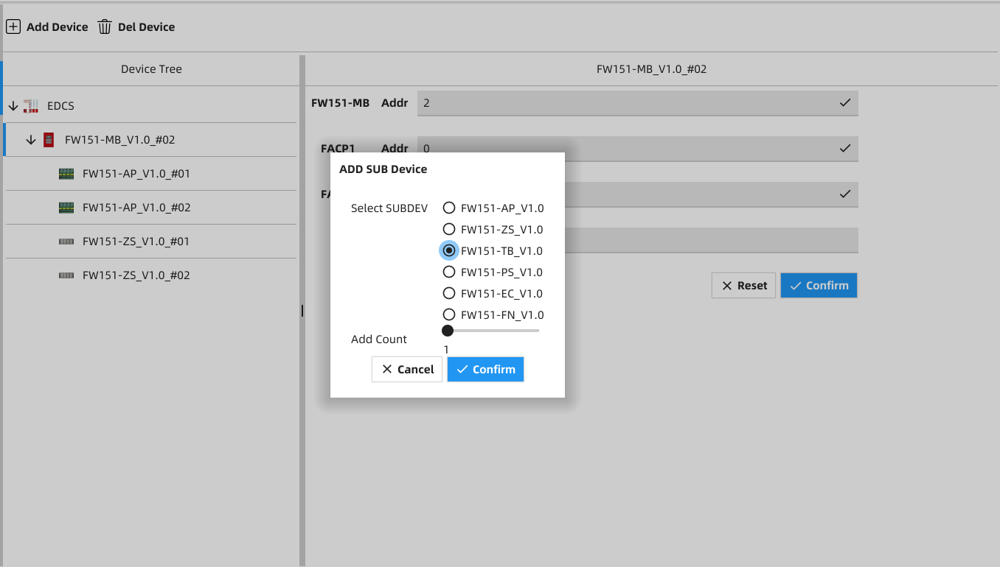 Add Device Del Device
Device Tree
EDCS
FW151-MB_V1.0_#02
FW151-AP_V1.0_#01
FW151-AP_V1.0_#02
FW151-ZS_V1.0_#01
FW151-ZS_V1.0_#02
FW151-MB_V1.0_#02
FW151-MB Addr 2
FACP1 Addr 0
ADD SUB Device
Select SUBDEV
FW151-AP_V1.0
FW151-ZS_V1.0
FW151-TB_V1.0
FW151-PS_V1.0
FW151-EC_V1.0
FW151-FN_V1.0
Add Count
1
Cancel Confirm
Reset Confirm